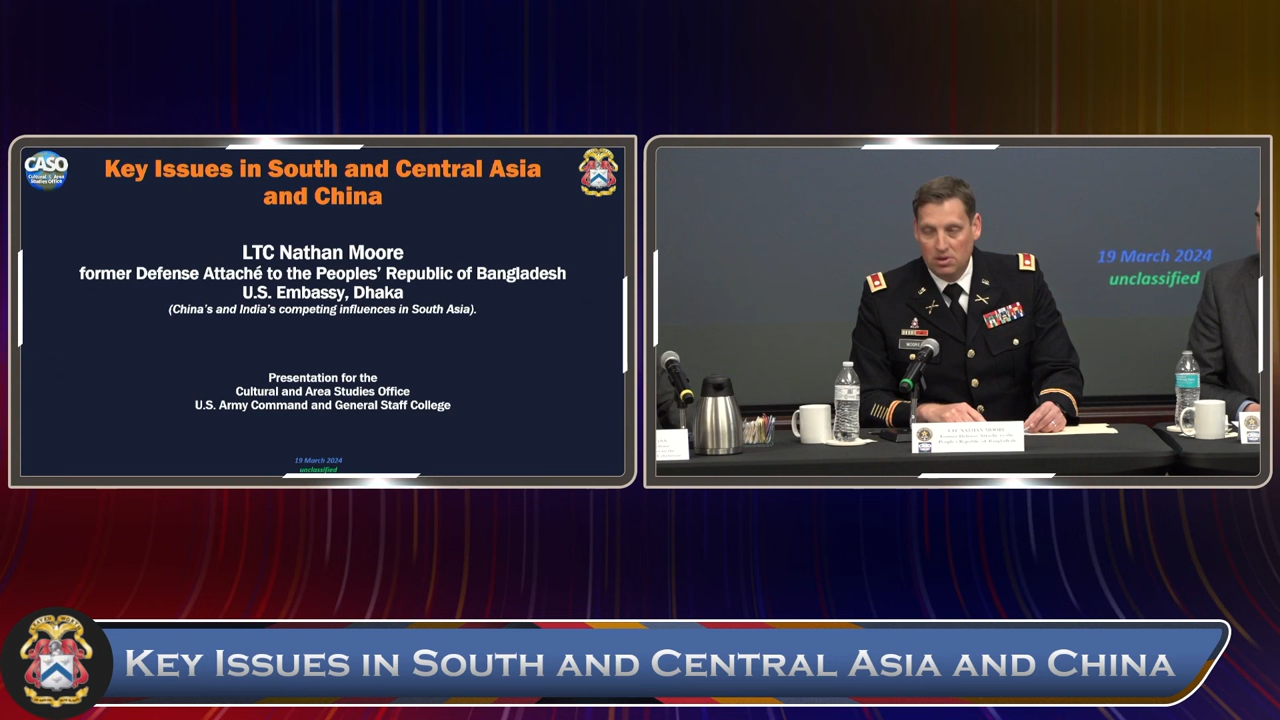 CASO
Cultural & Area
Studies Office
Key Issues in South and Central Asia
and China
LTC Nathan Moore
former Defense Attaché to the Peoples' Republic of Bangladesh
U.S. Embassy, Dhaka
(China's and India's competing influences in South Asia).
Presentation for the
Cultural and Area Studies Office
U.S. Army Command and General Staff College
19 March 2024
unclassified
19 March 2024
unclassified
MOORE
LTC NATHAN MOORE
Former Defense Attaché to the
People's Republic of Bangladesh
KEY ISSUES IN SOUTH AND CENTRAL ASIA AND CHINA